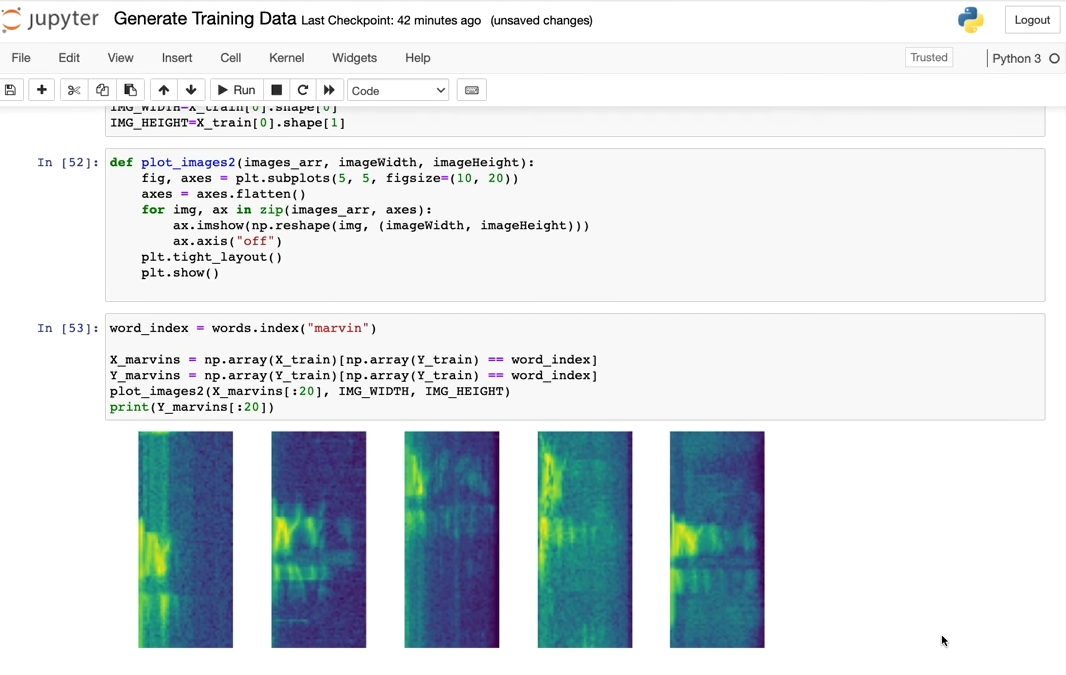 jupyter Generate Training Data Last Checkpoint: 42 minutes ago (unsaved changes) Logout
File Edit View Insert Cell Kernel Widgets Help Trusted Python 3
Run Code
IMG_WIDTH=X_train[0].shape[0]
IMG_HEIGHT=X_train[0].shape[1]
In [52]: def plot_images2(images_arr, imageWidth, imageHeight):
    fig, axes = plt.subplots(5, 5, figsize=(10, 20))
    axes = axes.flatten()
    for img, ax in zip(images_arr, axes):
        ax.imshow(np.reshape(img, (imageWidth, imageHeight)))
        ax.axis("off")
    plt.tight_layout()
    plt.show()
In [53]: word_index = words.index("marvin")
X_marvins = np.array(X_train)[np.array(Y_train) == word_index]
Y_marvins = np.array(Y_train)[np.array(Y_train) == word_index]
plot_images2(X_marvins[:20], IMG_WIDTH, IMG_HEIGHT)
print(Y_marvins[:20])